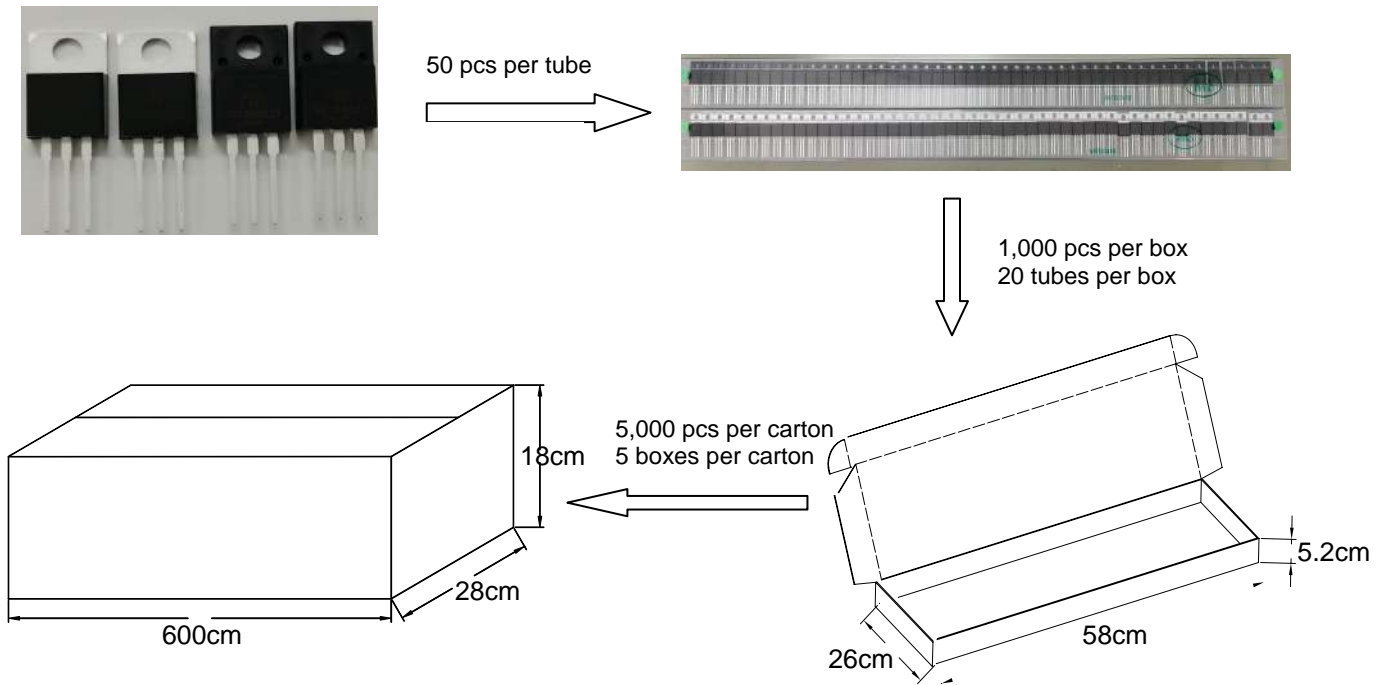 50 pcs per tube
1,000 pcs per box
20 tubes per box
5,000 pcs per carton
5 boxes per carton
18cm
28cm
600cm
5.2cm
58cm
26cm